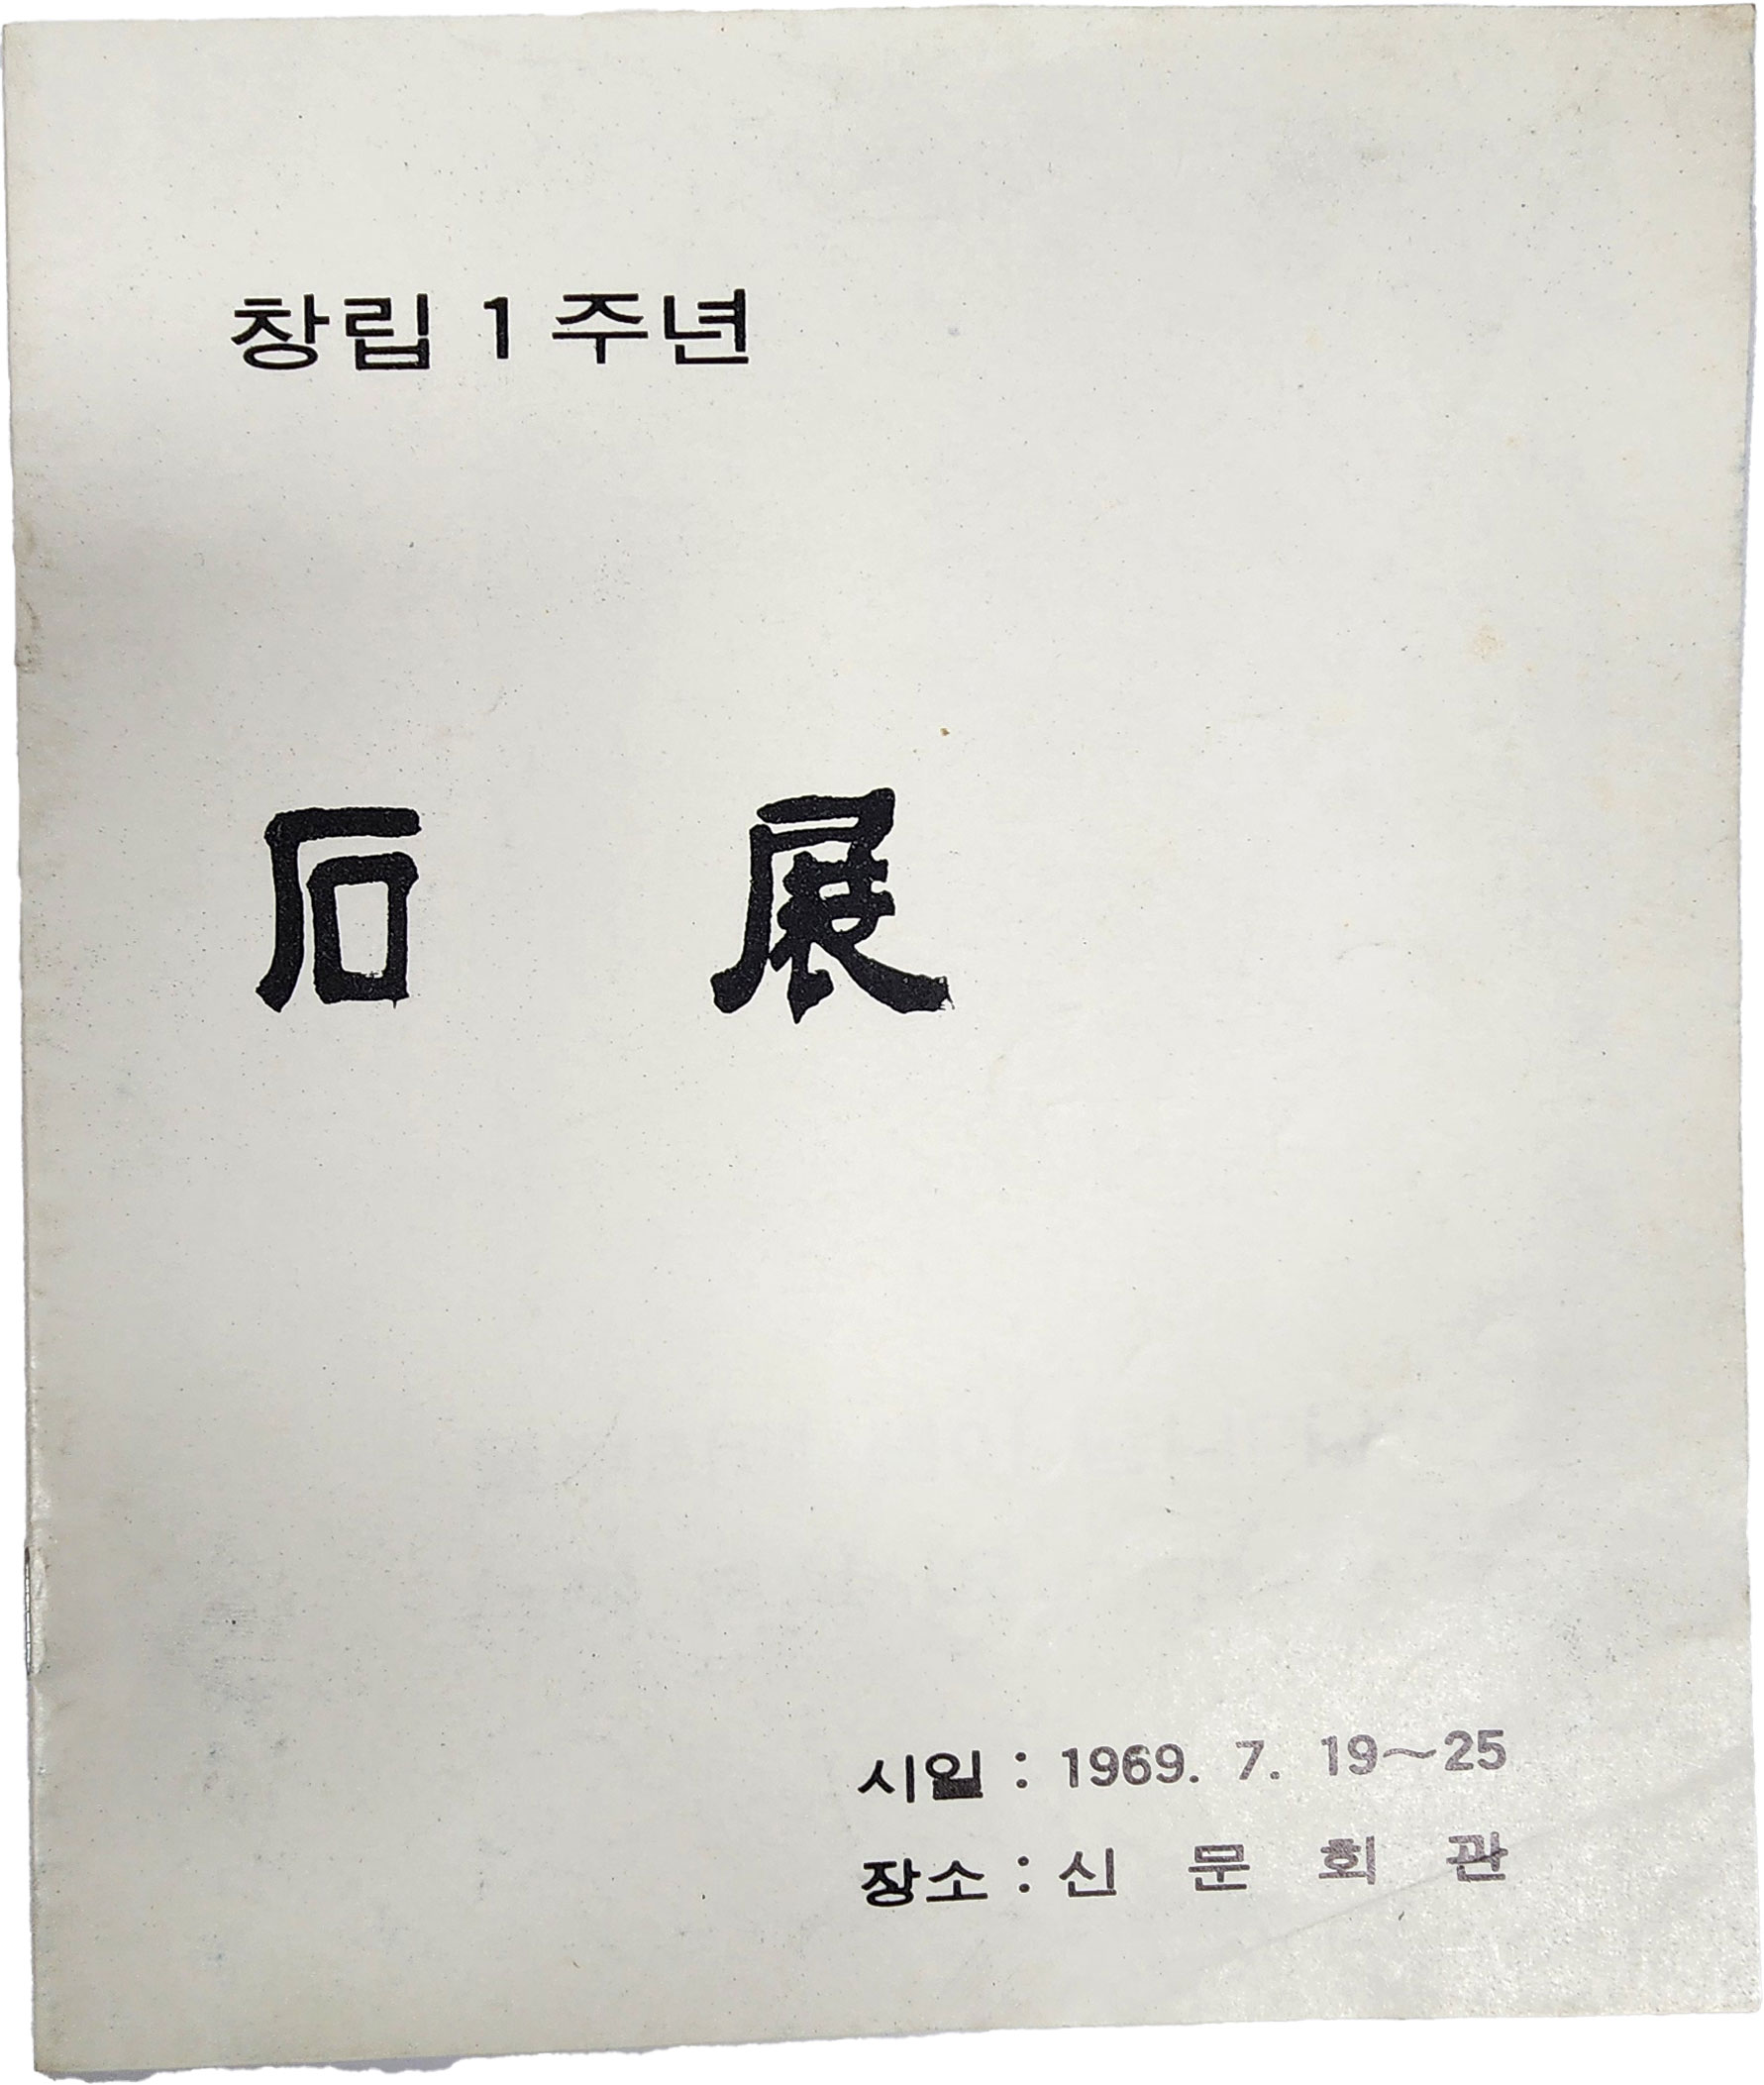 창립 1 주년
石 展
시일 : 1969. 7. 19~25
장소 : 신 문 회 관